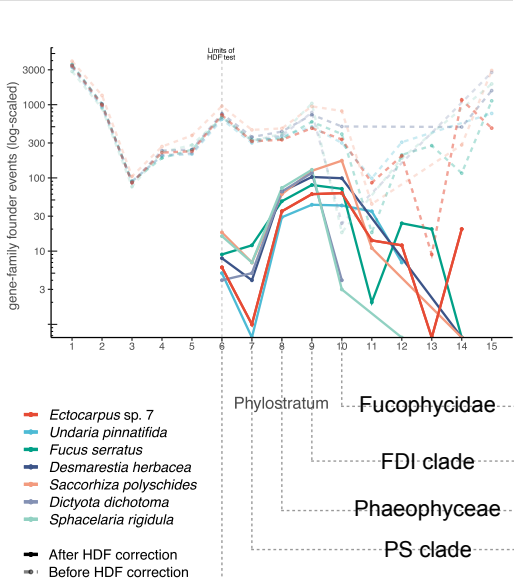 Limits of
HDF test
gene-family founder events (log-scaled)
3000
1000
300
100
30
10
3
1 2 3 4 5 6 7 8 9 10 11 12 13 14 15
Phylostratum
Fucophycidae
FDI clade
Phaeophyceae
PS clade
Ectocarpus sp. 7
Undaria pinnatifida
Fucus serratus
Desmarestia herbacea
Saccorhiza polyschides
Dictyota dichotoma
Sphacelaria rigidula
After HDF correction
Before HDF correction